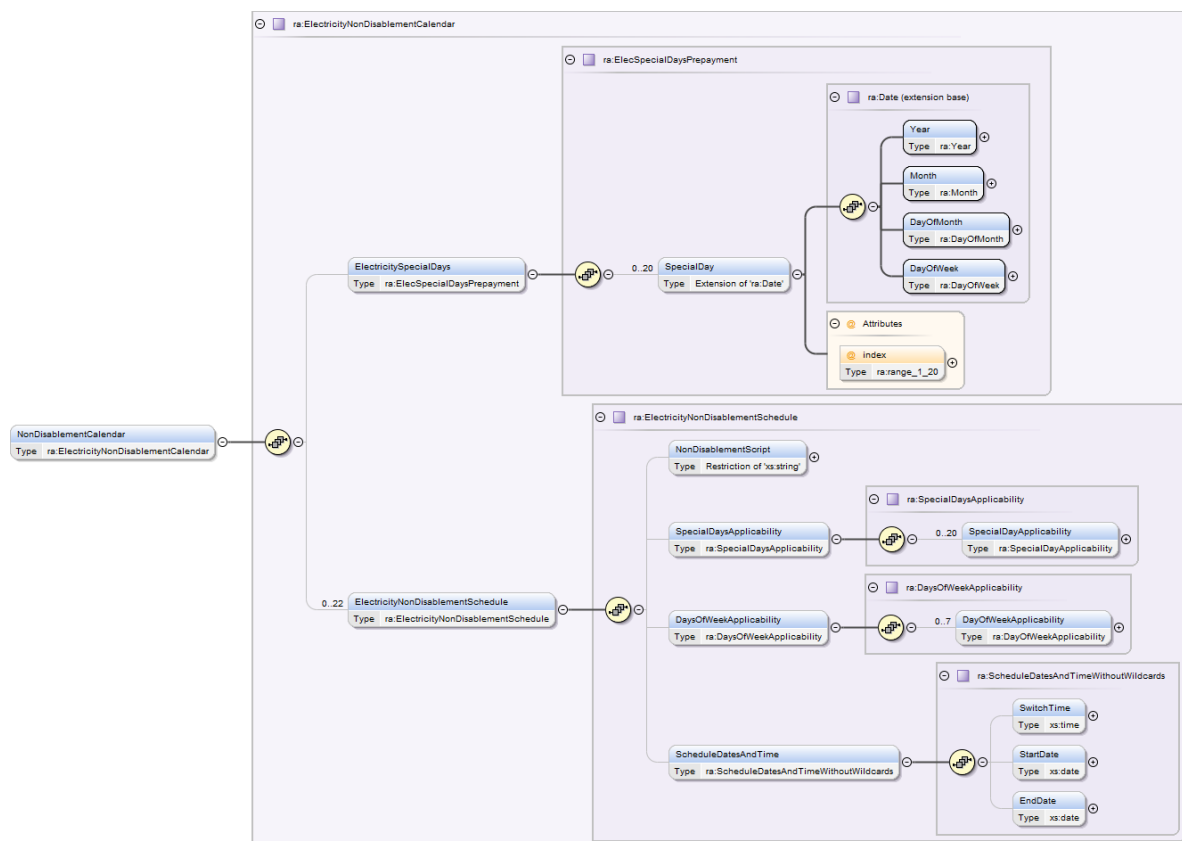 ra:ElectricityNonDisablementCalendar
ra:ElecSpecialDaysPrepayment
ra:Date (extension base)
Year
Type ra:Year
Month
Type ra:Month
DayOfMonth
Type ra:DayOfMonth
DayOfWeek
Type ra:DayOfWeek
ElectricitySpecialDays
Type ra:ElecSpecialDaysPrepayment
0..20
SpecialDay
Type Extension of 'ra:Date'
@ Attributes
@ index
Type ra:range_1_20
NonDisablementCalendar
Type ra:ElectricityNonDisablementCalendar
ra:ElectricityNonDisablementSchedule
NonDisablementScript
Type Restriction of 'xs:string'
ra:SpecialDaysApplicability
SpecialDaysApplicability
Type ra:SpecialDaysApplicability
0..20
SpecialDayApplicability
Type ra:SpecialDayApplicability
0..22
ElectricityNonDisablementSchedule
Type ra:ElectricityNonDisablementSchedule
ra:DaysOfWeekApplicability
DaysOfWeekApplicability
Type ra:DaysOfWeekApplicability
0..7
DayOfWeekApplicability
Type ra:DayOfWeekApplicability
ra:ScheduleDatesAndTimeWithoutWildcards
SwitchTime
Type xs:time
ScheduleDatesAndTime
Type ra:ScheduleDatesAndTimeWithoutWildcards
StartDate
Type xs:date
EndDate
Type xs:date